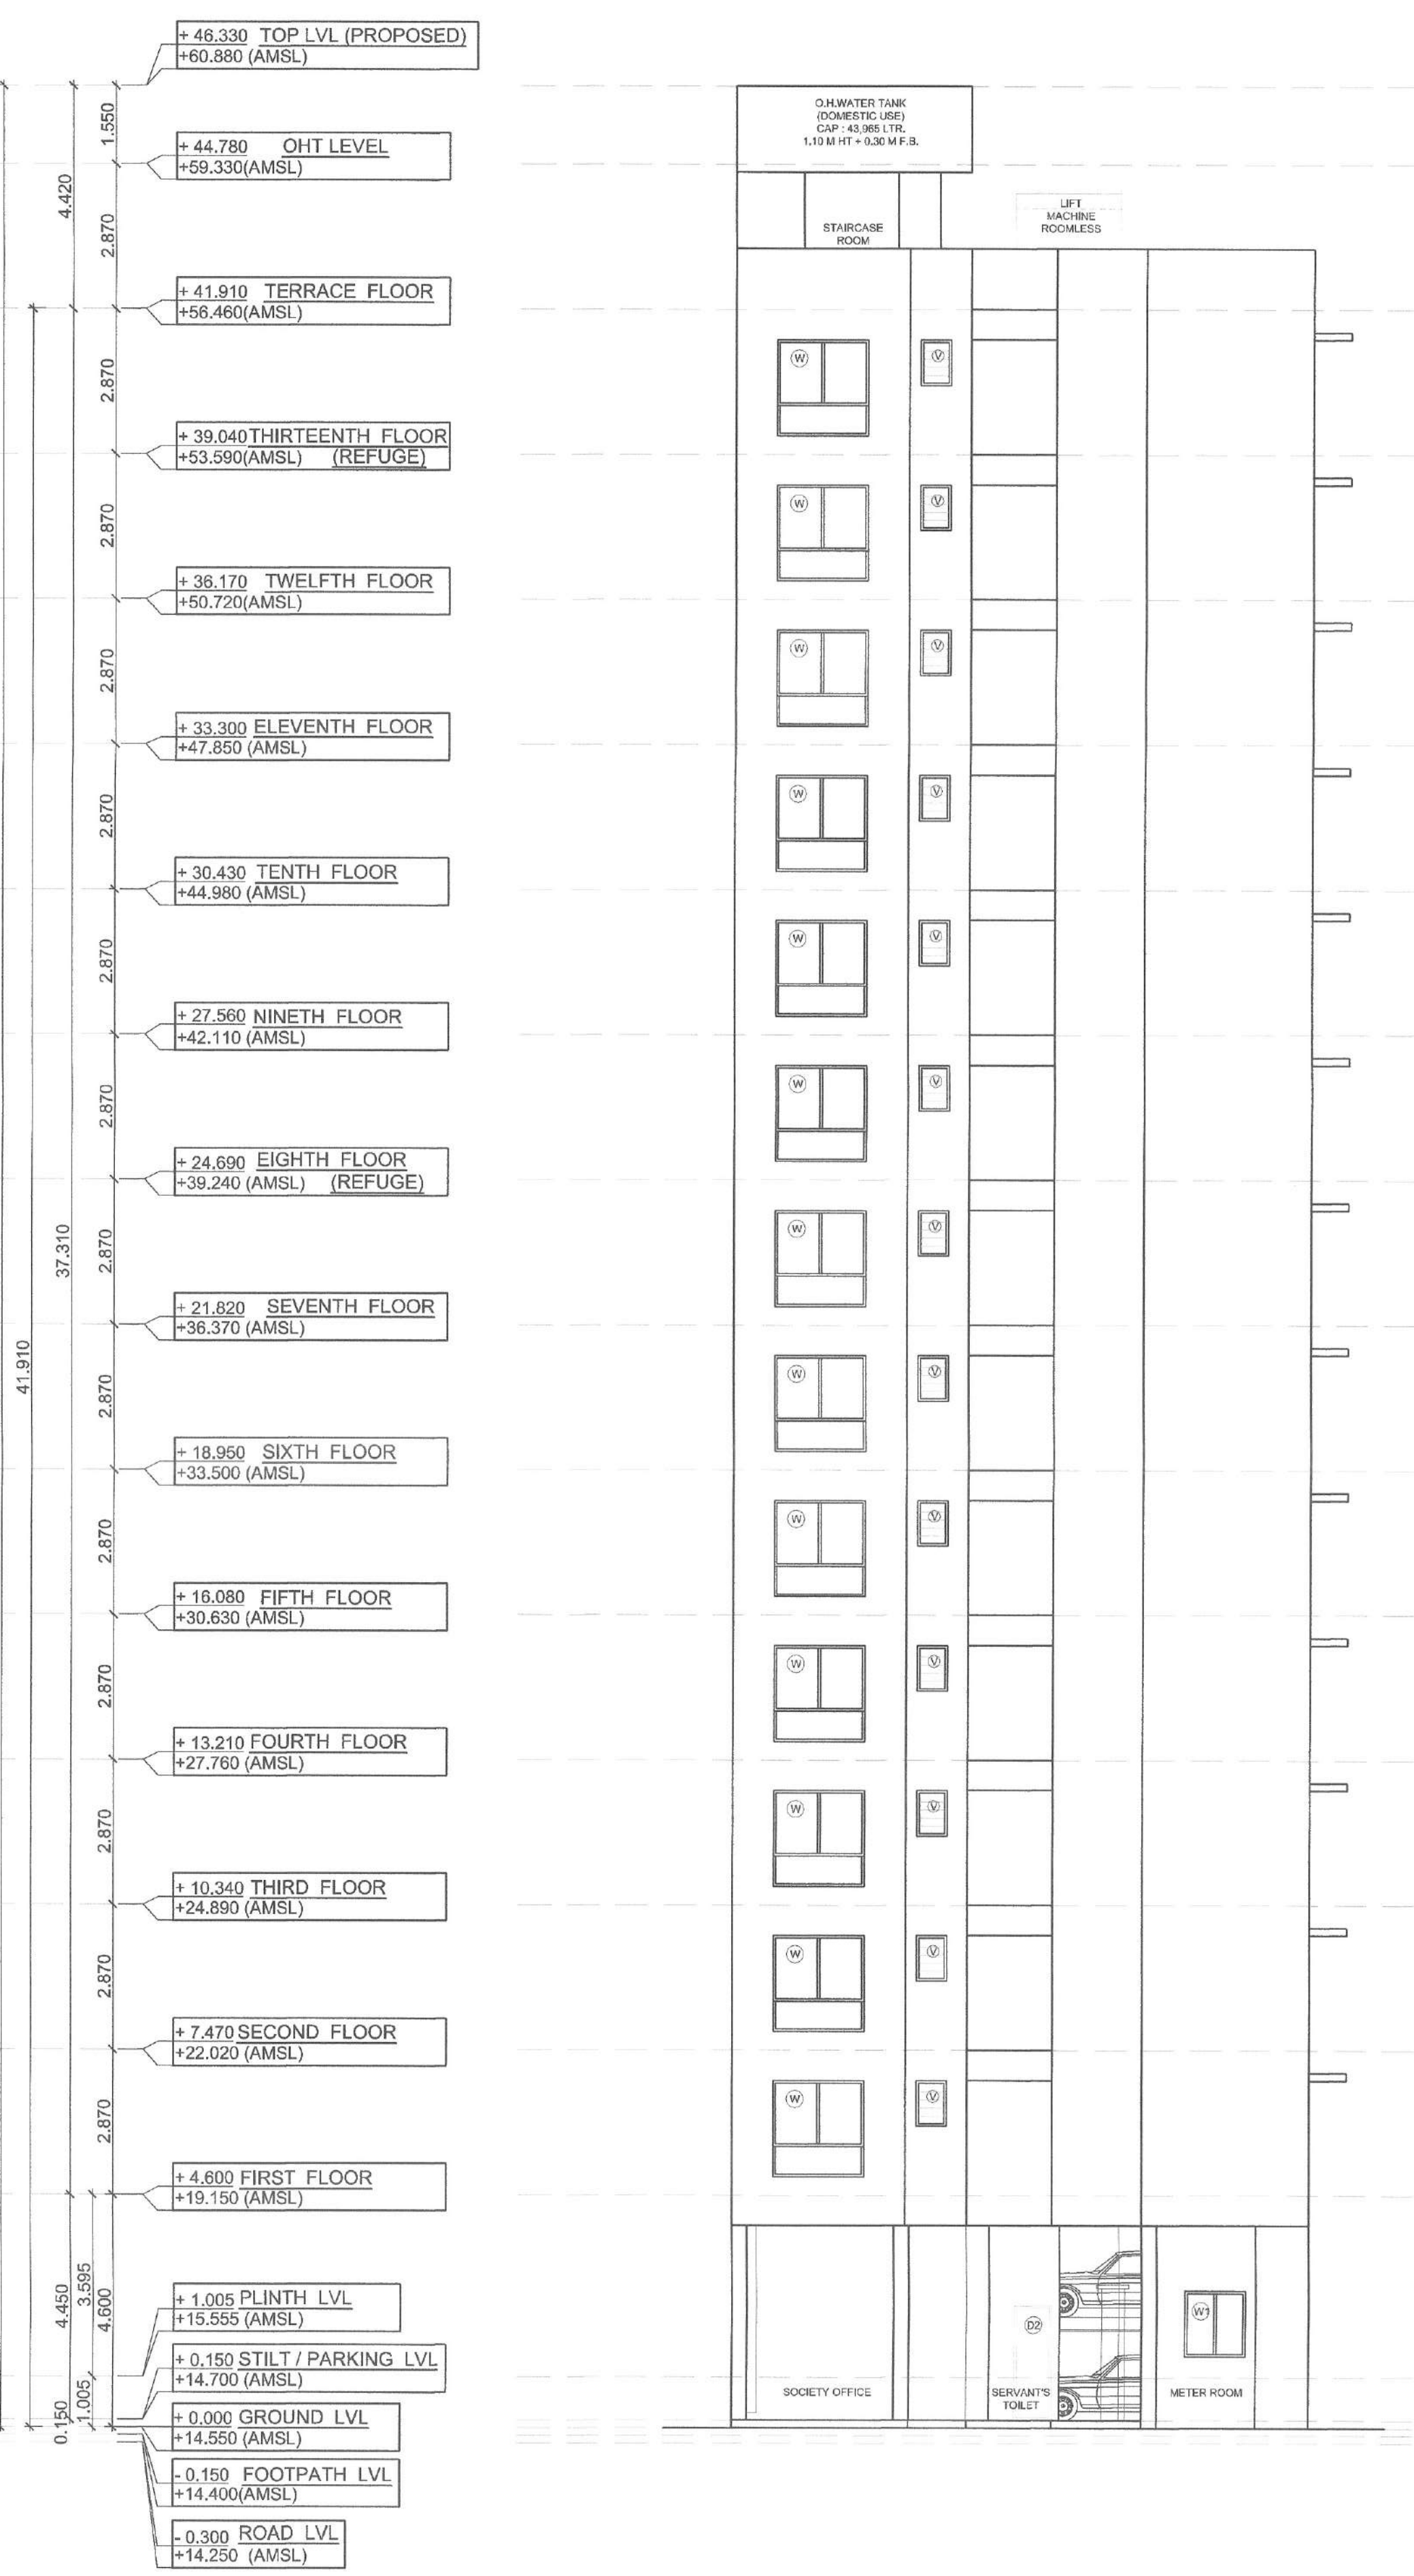 + 46.330 TOP LVL (PROPOSED)
+60.880 (AMSL)
1.550
+ 44.780 OHT LEVEL
+59.330(AMSL)
4.420
2.870
+ 41.910 TERRACE FLOOR
+56.460(AMSL)
2.870
+ 39.040 THIRTEENTH FLOOR
+53.590(AMSL) (REFUGE)
2.870
+ 36.170 TWELFTH FLOOR
+50.720(AMSL)
2.870
+ 33.300 ELEVENTH FLOOR
+47.850 (AMSL)
2.870
+ 30.430 TENTH FLOOR
+44.980 (AMSL)
2.870
+ 27.560 NINETH FLOOR
+42.110 (AMSL)
2.870
+ 24.690 EIGHTH FLOOR
+39.240 (AMSL) (REFUGE)
37.310
2.870
+ 21.820 SEVENTH FLOOR
+36.370 (AMSL)
41.910
2.870
+ 18.950 SIXTH FLOOR
+33.500 (AMSL)
2.870
+ 16.080 FIFTH FLOOR
+30.630 (AMSL)
2.870
+ 13.210 FOURTH FLOOR
+27.760 (AMSL)
2.870
+ 10.340 THIRD FLOOR
+24.890 (AMSL)
2.870
+ 7.470 SECOND FLOOR
+22.020 (AMSL)
2.870
+ 4.600 FIRST FLOOR
+19.150 (AMSL)
4.450
3.595
4.600
+ 1.005 PLINTH LVL
+15.555 (AMSL)
+ 0.150 STILT / PARKING LVL
+14.700 (AMSL)
0.150
1.005
+ 0.000 GROUND LVL
+14.550 (AMSL)
- 0.150 FOOTPATH LVL
+14.400(AMSL)
- 0.300 ROAD LVL
+14.250 (AMSL)
O.H.WATER TANK
(DOMESTIC USE)
CAP : 43,965 LTR.
1.10 M HT + 0.30 M F.B.
STAIRCASE
ROOM
LIFT
MACHINE
ROOMLESS
W V
W V
W V
W V
W V
W V
W V
W V
W V
W V
W V
W V
W V
D2
W1
SOCIETY OFFICE
SERVANT'S
TOILET
METER ROOM